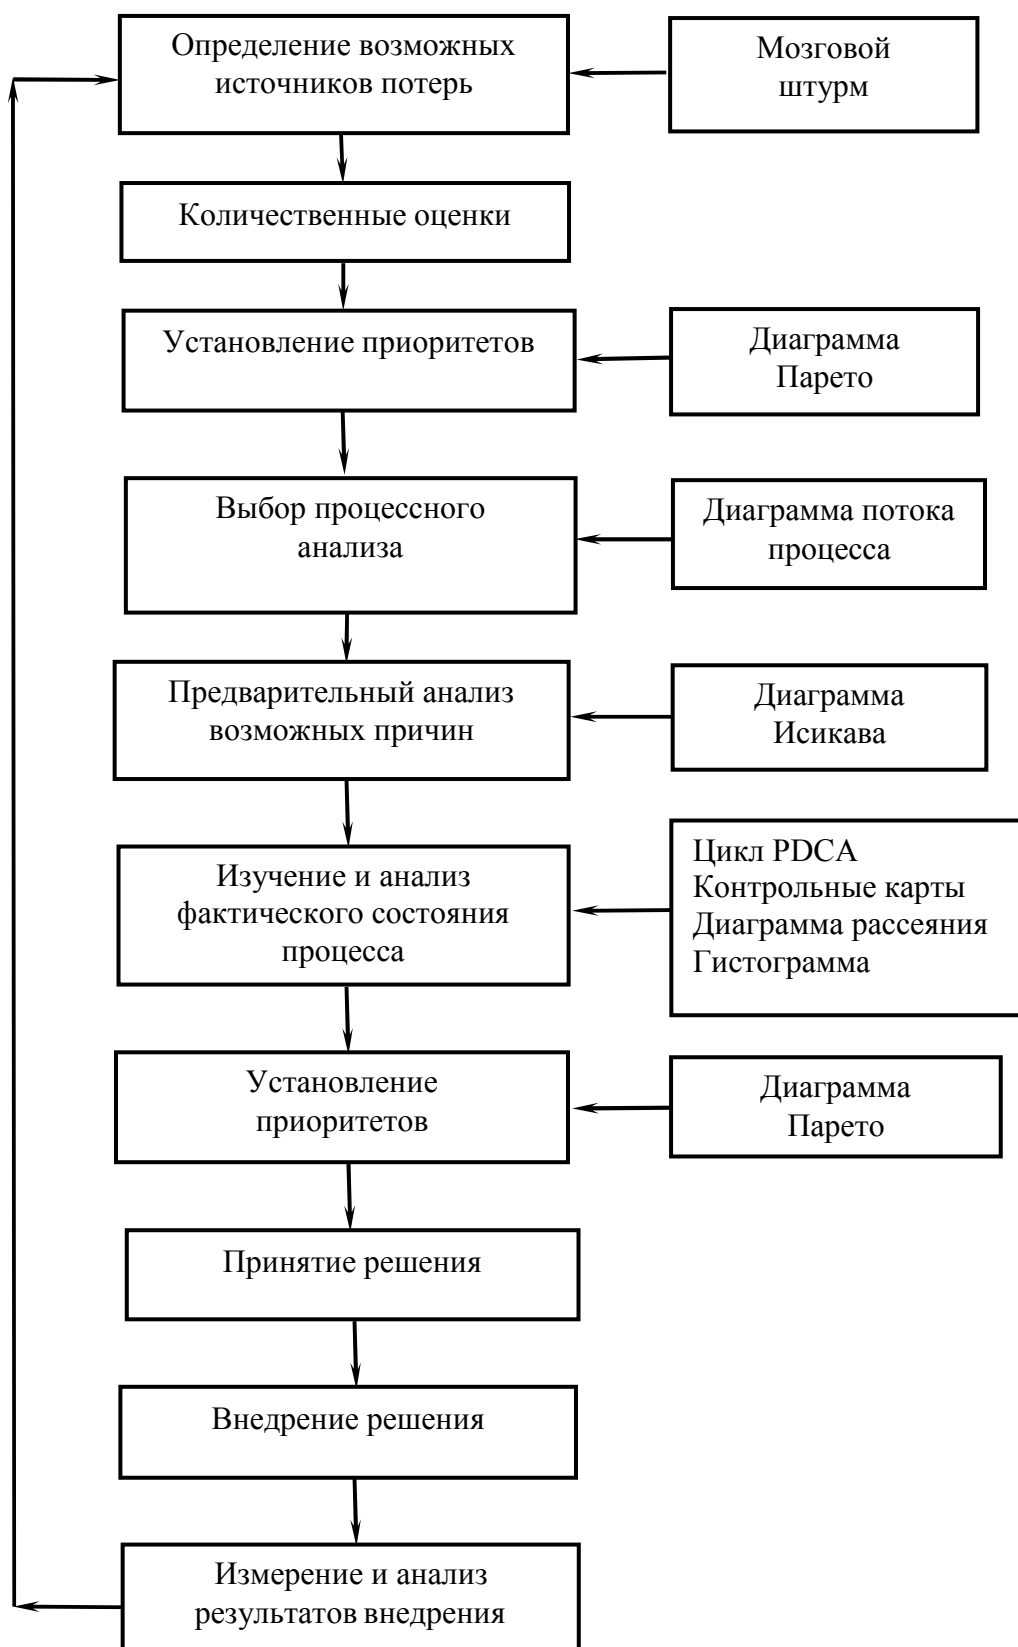 Определение возможных
источников потерь
Мозговой
штурм
Количественные оценки
Установление приоритетов
Диаграмма
Парето
Выбор процессного
анализа
Диаграмма потока
процесса
Предварительный анализ
возможных причин
Диаграмма
Исикава
Изучение и анализ
фактического состояния
процесса
Цикл PDCA
Контрольные карты
Диаграмма рассеяния
Гистограмма
Установление
приоритетов
Диаграмма
Парето
Принятие решения
Внедрение решения
Измерение и анализ
результатов внедрения